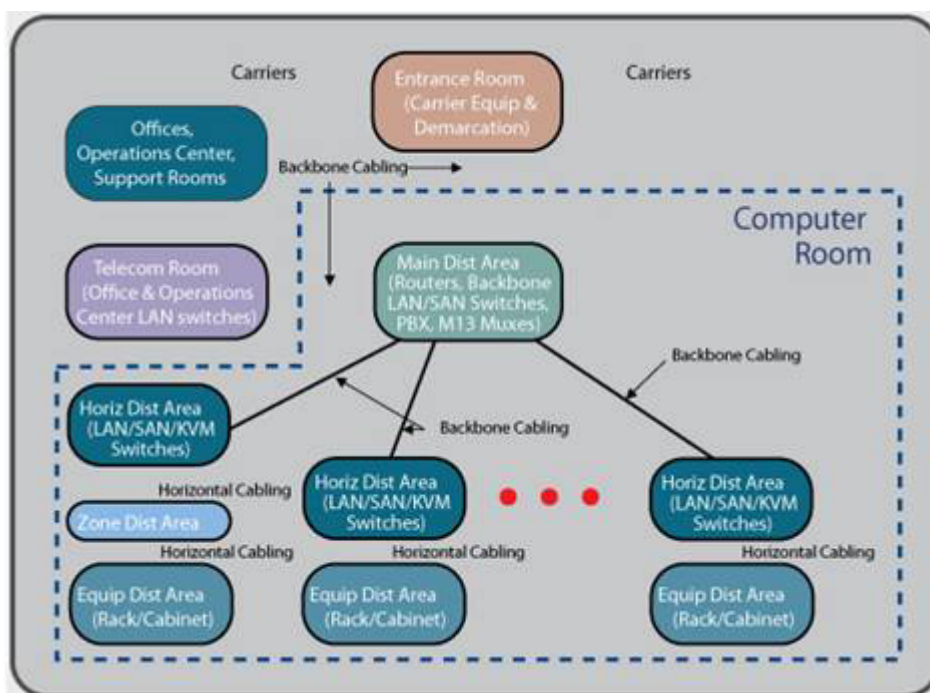 Carriers
Entrance Room
(Carrier Equip &
Demarcation)
Carriers
Offices,
Operations Center,
Support Rooms
Backbone Cabling
Computer
Room
Telecom Room
(Office & Operations
Center LAN switches)
Main Dist Area
(Routers, Backbone
LAN/SAN Switches,
PBX, M13 Muxes)
Backbone Cabling
Horiz Dist Area
(LAN/SAN/KVM
Switches)
Backbone Cabling
Horizontal Cabling
Zone Dist Area
Horiz Dist Area
(LAN/SAN/KVM
Switches)
Horiz Dist Area
(LAN/SAN/KVM
Switches)
Horizontal Cabling
Horizontal Cabling
Horizontal Cabling
Equip Dist Area
(Rack/Cabinet)
Equip Dist Area
(Rack/Cabinet)
Equip Dist Area
(Rack/Cabinet)